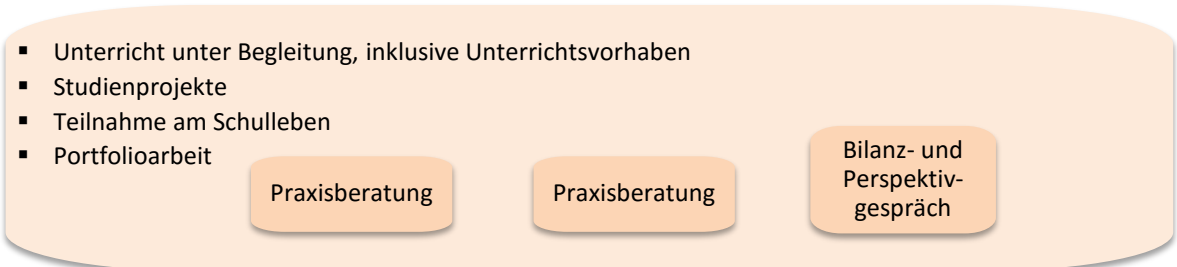 ▪ Unterricht unter Begleitung, inklusive Unterrichtsvorhaben
▪ Studienprojekte
▪ Teilnahme am Schulleben
▪ Portfolioarbeit
Praxisberatung
Praxisberatung
Bilanz- und
Perspektiv-
gespräch